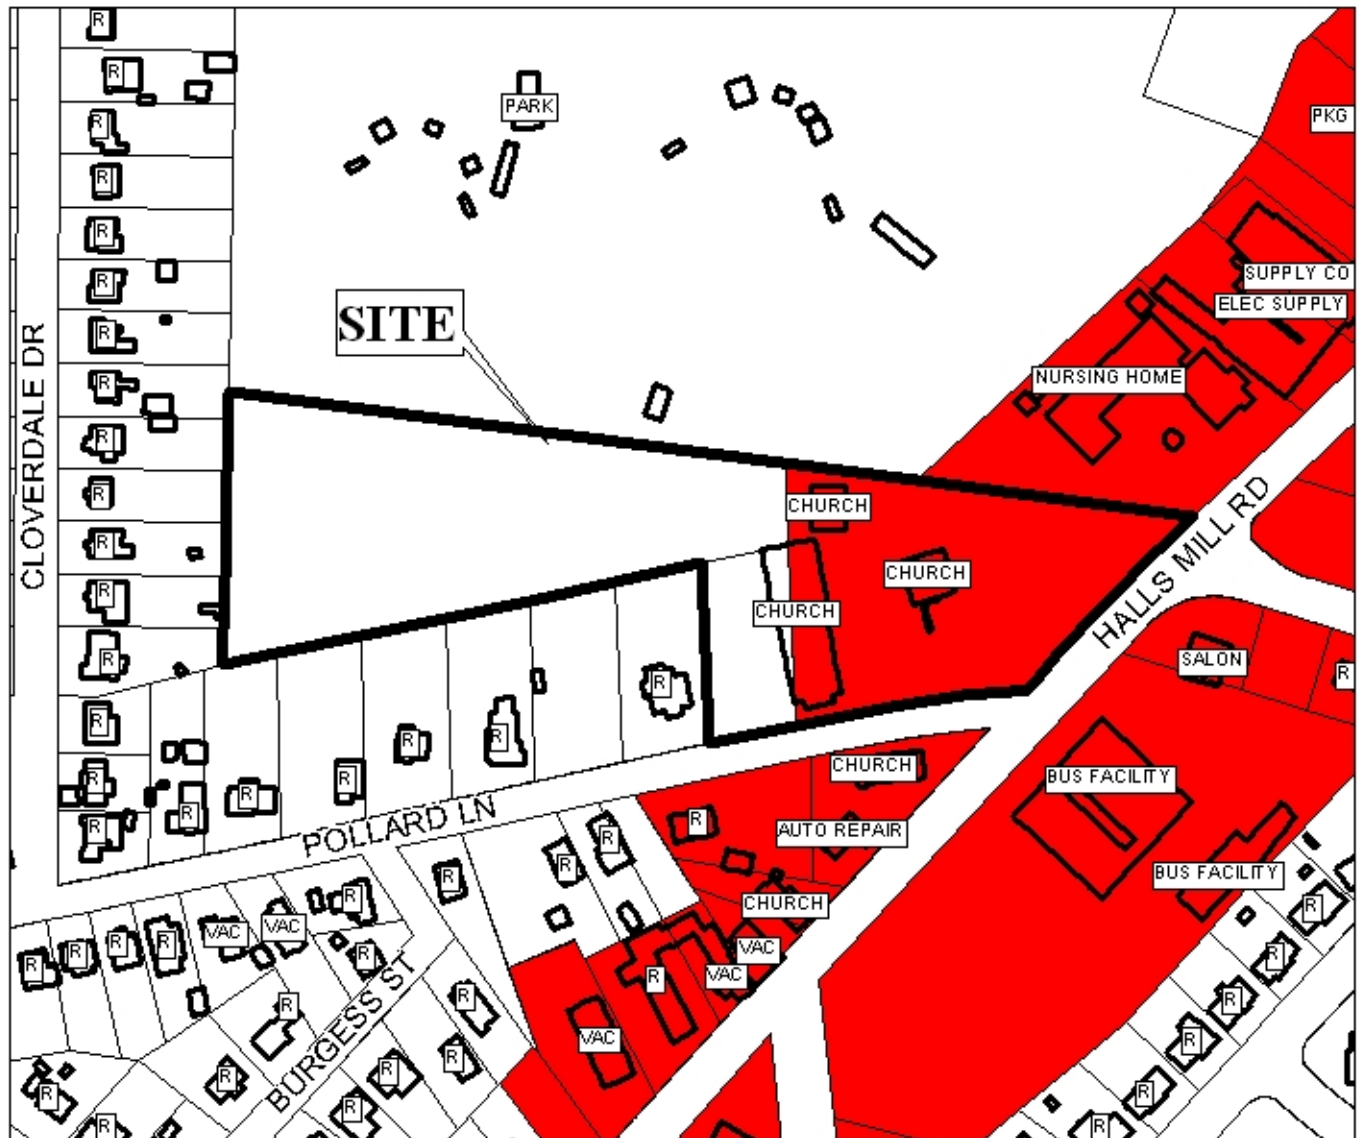 R
R
PARK
R
PKG
R
R
SUPPLY CO
R
ELEC SUPPLY
SITE
R
NURSING HOME
R
R
CLOVERDALE DR
R
CHURCH
HALLS MILL RD
R
CHURCH
R
CHURCH
R
SALON
R
R
R
R
R
R
CHURCH
BUS FACILITY
R
R
R
R
POLLARD LN
R
AUTO REPAIR
R
R
R
BUS FACILITY
R
R
CHURCH
R
VAC
VAC
R
R
R
R
R
VAC
R
R
VAC
R
R
R
R
BURGESS ST
VAC
R
R
R
R
R
R
R
R
R
R